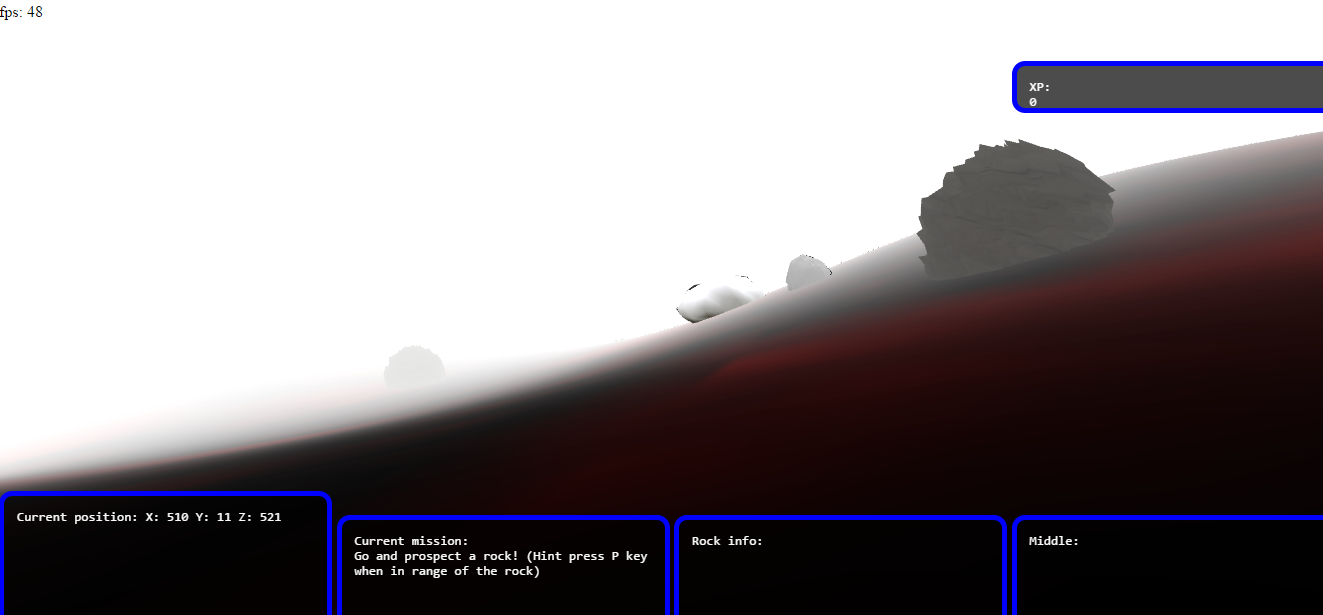 fps: 48
XP:
0
Current position: X: 510 Y: 11 Z: 521
Current mission:
Go and prospect a rock! (Hint press P key
when in range of the rock)
Rock info:
Middle: